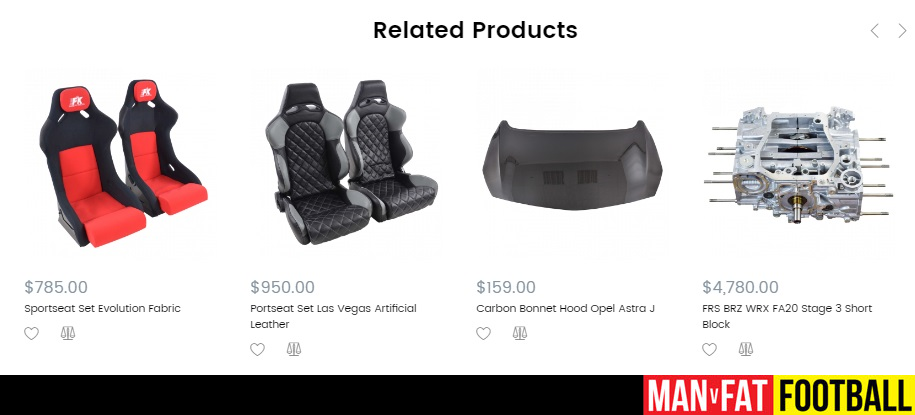 Related Products
FK
FK
$785.00
Sportseat Set Evolution Fabric
$950.00
Portseat Set Las Vegas Artificial
Leather
$159.00
Carbon Bonnet Hood Opel Astra J
$4,780.00
FRS BRZ WRX FA20 Stage 3 Short
Block
MAN v FAT FOOTBALL